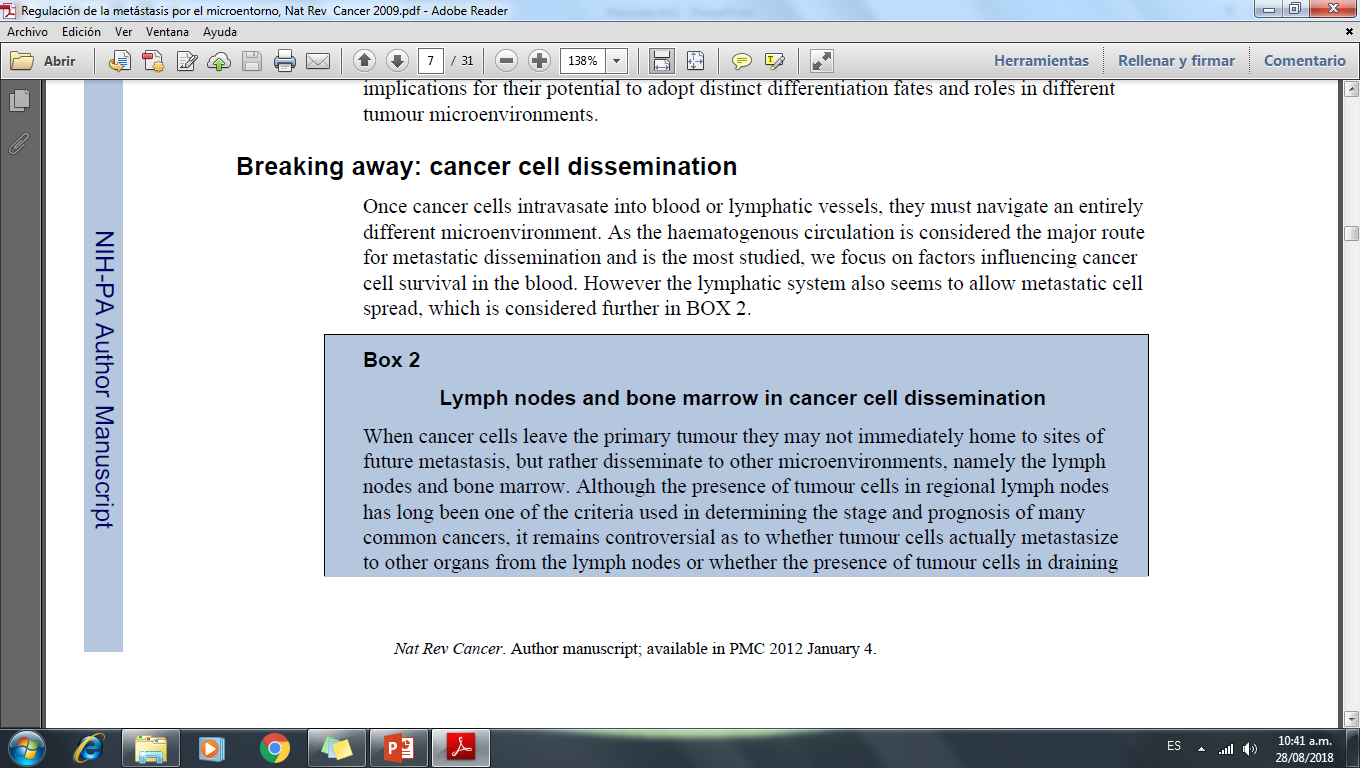 Regulación de la metástasis por el microentorno, Nat Rev  Cancer 2009.pdf - Adobe Reader
Archivo Edición Ver Ventana Ayuda
Abrir 7 / 31 138% Herramientas Rellenar y firmar Comentario
implications for their potential to adopt distinct differentiation fates and roles in different
tumour microenvironments.
Breaking away: cancer cell dissemination
Once cancer cells intravasate into blood or lymphatic vessels, they must navigate an entirely
different microenvironment. As the haematogenous circulation is considered the major route
for metastatic dissemination and is the most studied, we focus on factors influencing cancer
cell survival in the blood. However the lymphatic system also seems to allow metastatic cell
spread, which is considered further in BOX 2.
Box 2
Lymph nodes and bone marrow in cancer cell dissemination
When cancer cells leave the primary tumour they may not immediately home to sites of
future metastasis, but rather disseminate to other microenvironments, namely the lymph
nodes and bone marrow. Although the presence of tumour cells in regional lymph nodes
has long been one of the criteria used in determining the stage and prognosis of many
common cancers, it remains controversial as to whether tumour cells actually metastasize
to other organs from the lymph nodes or whether the presence of tumour cells in draining
NIH-PA Author Manuscript
Nat Rev Cancer. Author manuscript; available in PMC 2012 January 4.
ES
10:41 a.m.
28/08/2018